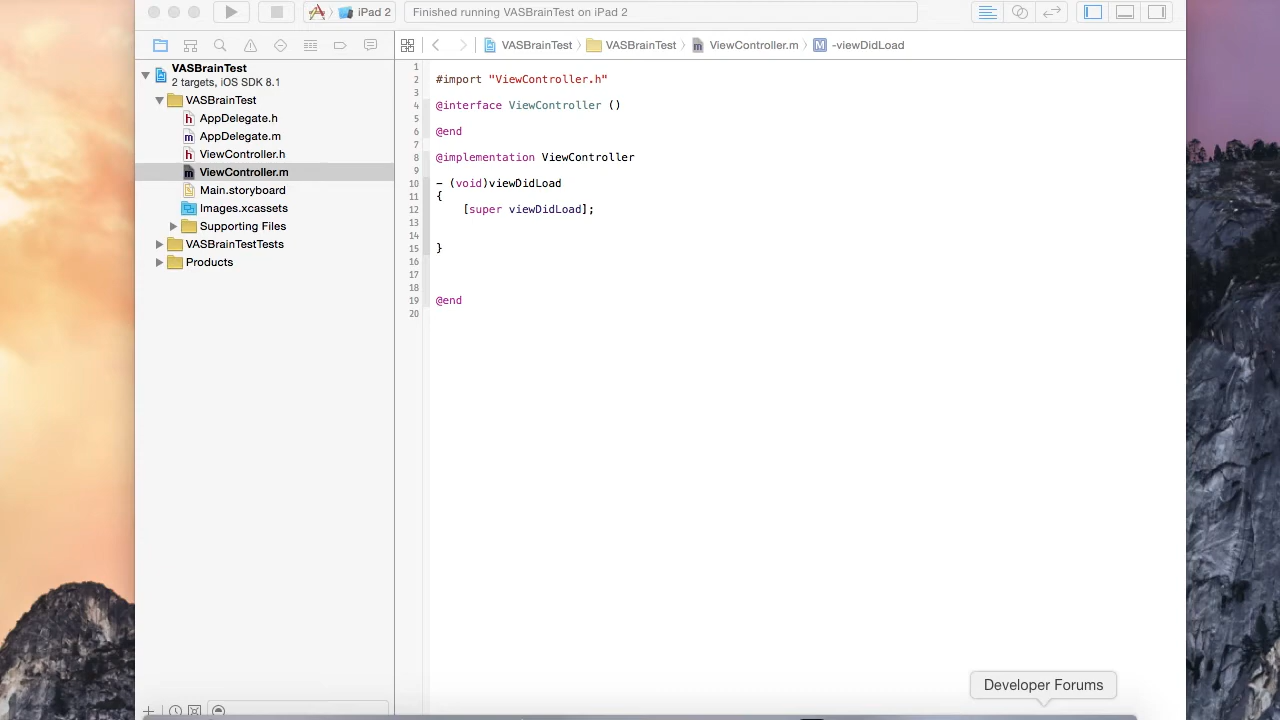 iPad 2
Finished running VASBrainTest on iPad 2
VASBrainTest
VASBrainTest
ViewController.m
-viewDidLoad
VASBrainTest
2 targets, iOS SDK 8.1
VASBrainTest
AppDelegate.h
AppDelegate.m
ViewController.h
ViewController.m
Main.storyboard
Images.xcassets
Supporting Files
VASBrainTestTests
Products
1
2 #import "ViewController.h"
3
4 @interface ViewController ()
5
6 @end
7
8 @implementation ViewController
9
10 - (void)viewDidLoad
11 {
12 [super viewDidLoad];
13
14
15 }
16
17
18
19 @end
20
Developer Forums